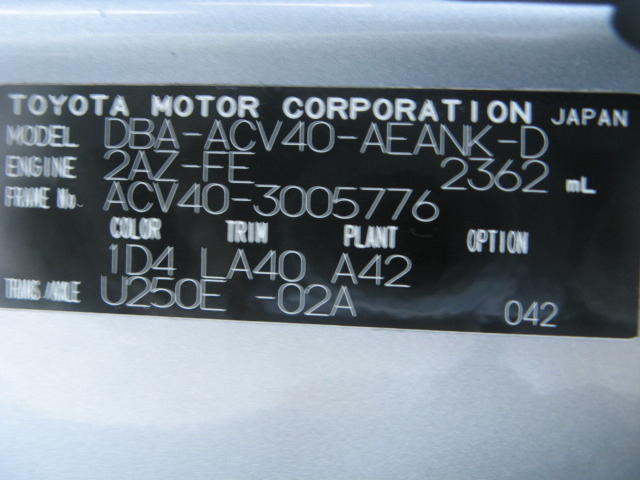 TOYOTA MOTOR CORPORATION JAPAN
MODEL DBA-ACV40-AEANK-D
ENGINE 2AZ-FE 2362 mL
FRAME No. ACV40-3005776
COLOR TRIM PLANT OPTION
1D4 LA40 A42
TRANS/AXLE U250E -02A 042